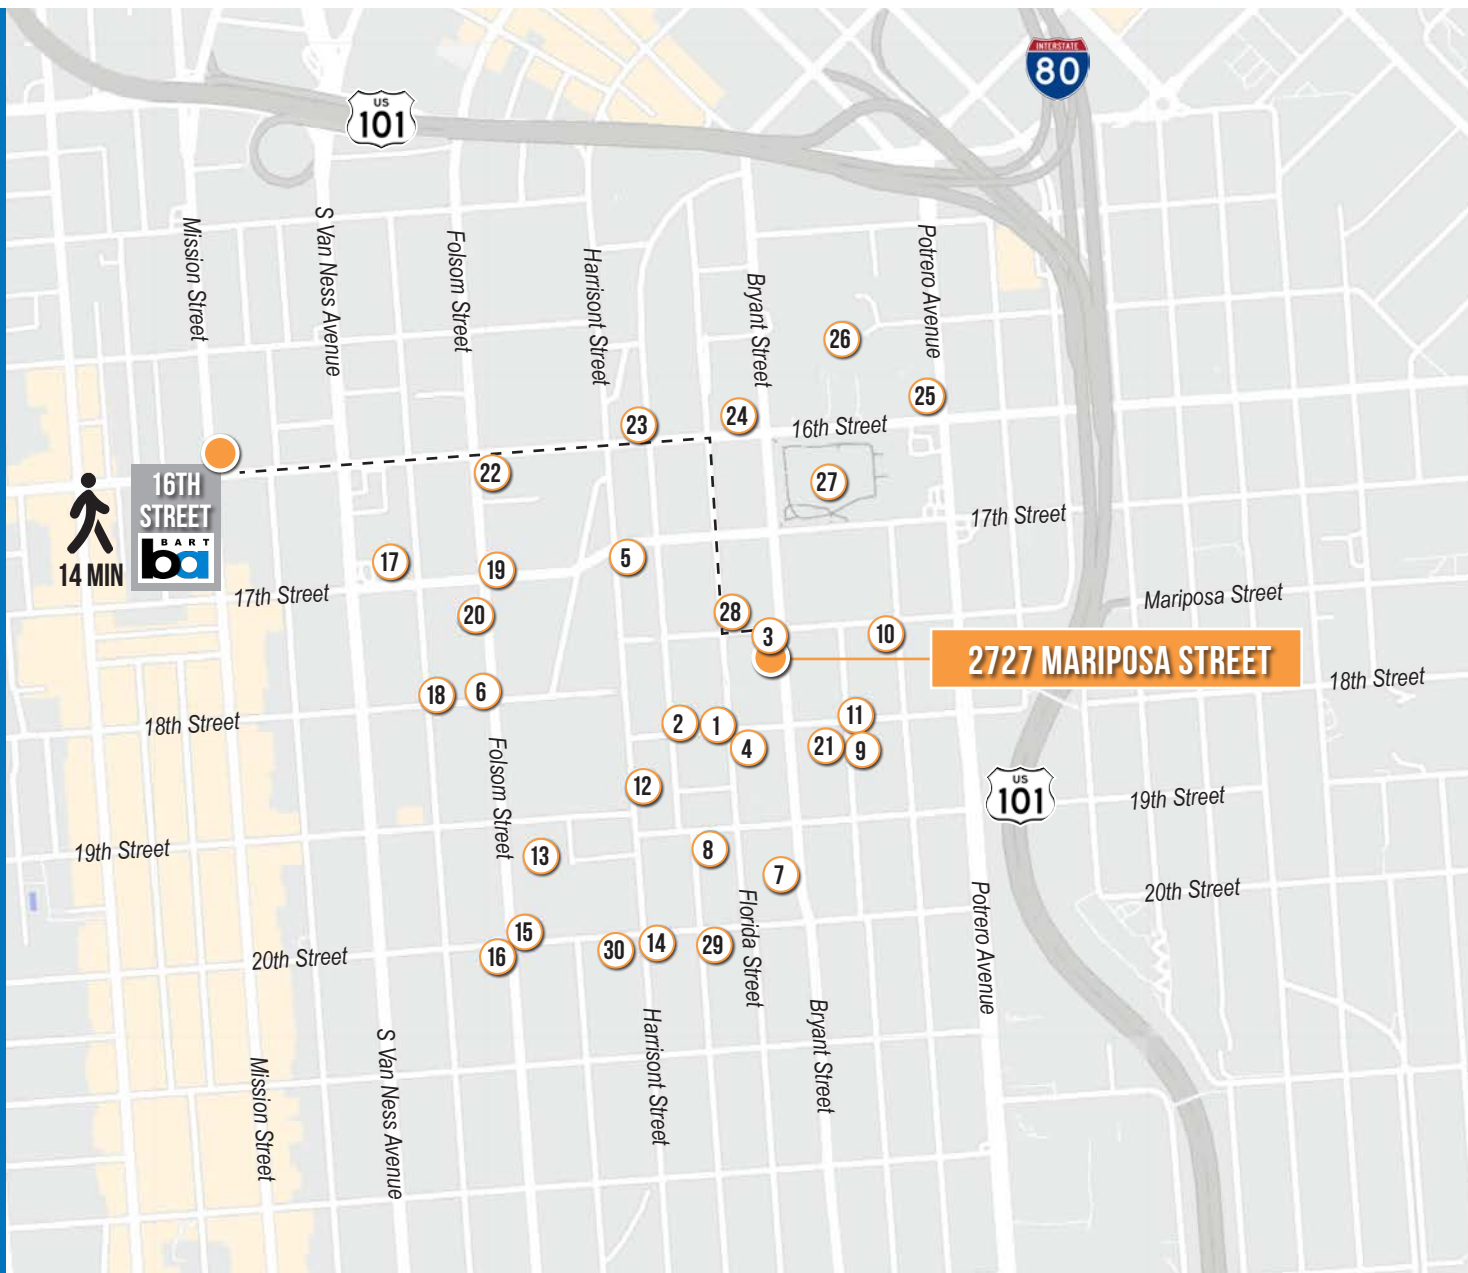 INTERSTATE
80
US
101
Mission Street
S Van Ness Avenue
Folsom Street
Harrisont Street
Bryant Street
Potrero Avenue
26
25
24
23
16th Street
22
27
16TH
STREET
BART
ba
14 MIN
17th Street
17
19
5
17th Street
20
28
3
10
Mariposa Street
2727 MARIPOSA STREET
18th Street
18
6
18th Street
2
1
4
11
21
9
Folsom Street
12
US
101
19th Street
19th Street
13
8
7
20th Street
Florida Street
Potrero Avenue
20th Street
15
16
30
14
29
Mission Street
S Van Ness Avenue
Harrisont Street
Bryant Street